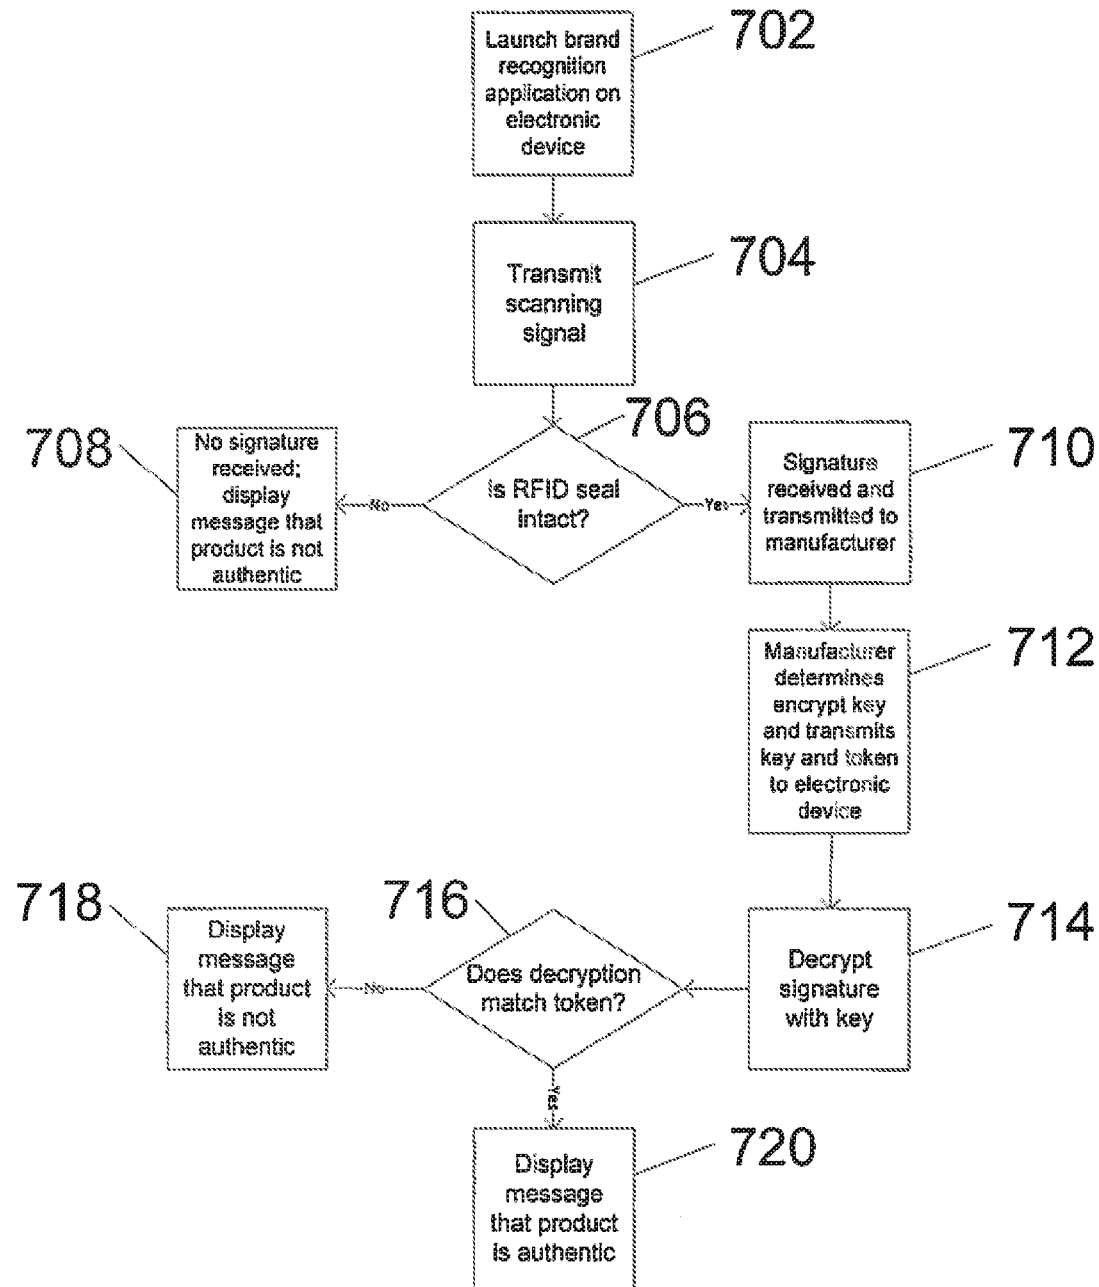 702
Launch brand
recognition
application on
electronic
device
704
Transmit
scanning
signal
706
Is RFID seal
intact?
No
708
No signature
received;
display
message that
product is not
authentic
Yes
710
Signature
received and
transmitted to
manufacturer
712
Manufacturer
determines
encrypt key
and transmits
key and token
to electronic
device
714
Decrypt
signature
with key
716
Does decryption
match token?
No
718
Display
message
that product
is not
authentic
Yes
720
Display
message
that product
is authentic